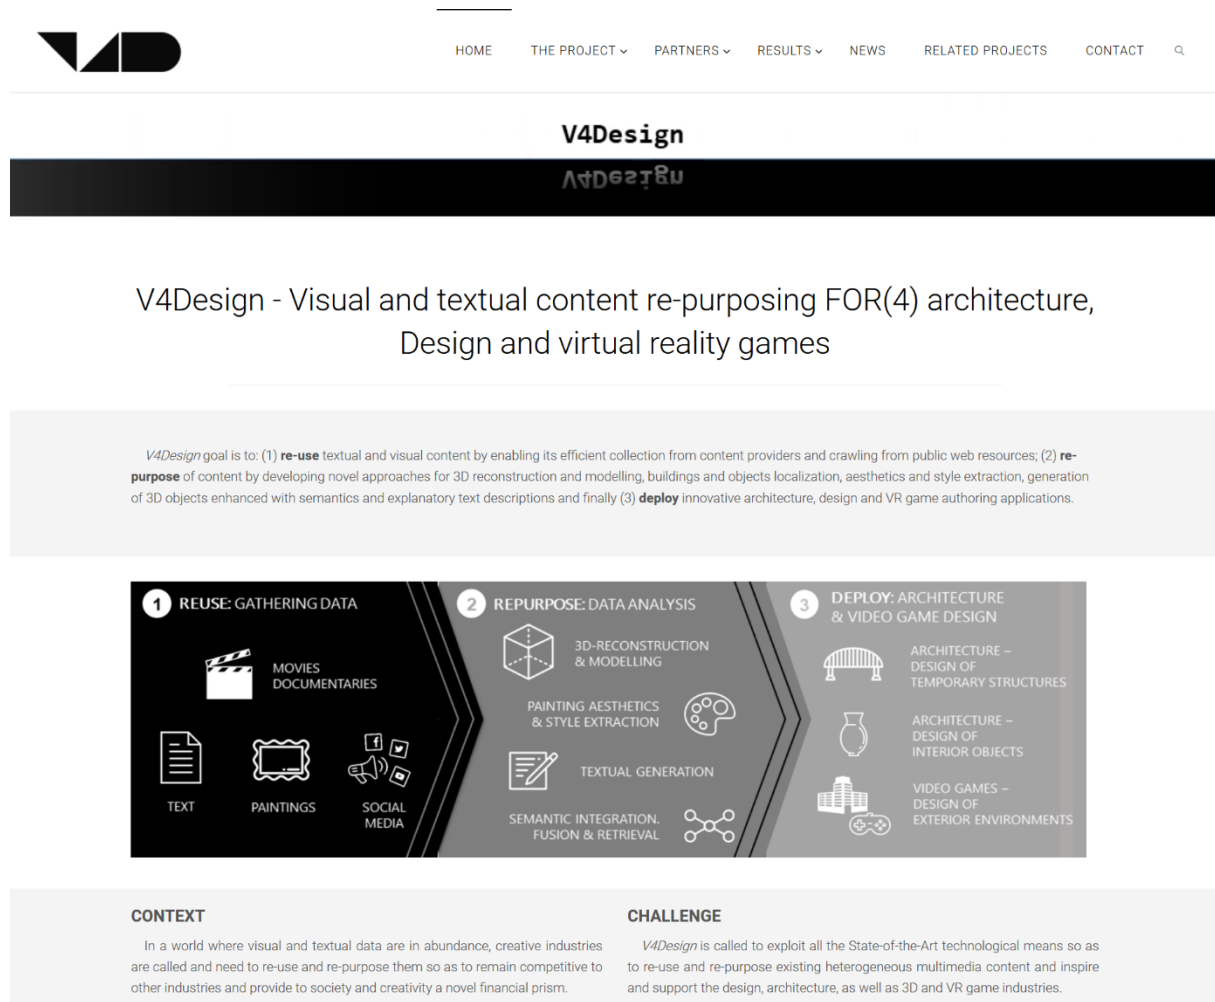 HOME THE PROJECT PARTNERS RESULTS NEWS RELATED PROJECTS CONTACT
V4Design
V4Design
V4Design - Visual and textual content re-purposing FOR(4) architecture,
Design and virtual reality games
V4Design goal is to: (1) re-use textual and visual content by enabling its efficient collection from content providers and crawling from public web resources; (2) re-
purpose of content by developing novel approaches for 3D reconstruction and modelling, buildings and objects localization, aesthetics and style extraction, generation
of 3D objects enhanced with semantics and explanatory text descriptions and finally (3) deploy innovative architecture, design and VR game authoring applications.
1 REUSE: GATHERING DATA
MOVIES
DOCUMENTARIES
TEXT
PAINTINGS
SOCIAL
MEDIA
2 REPURPOSE: DATA ANALYSIS
3D-RECONSTRUCTION
& MODELLING
PAINTING AESTHETICS
& STYLE EXTRACTION
TEXTUAL GENERATION
SEMANTIC INTEGRATION.
FUSION & RETRIEVAL
3 DEPLOY: ARCHITECTURE
& VIDEO GAME DESIGN
ARCHITECTURE –
DESIGN OF
TEMPORARY STRUCTURES
ARCHITECTURE –
DESIGN OF
INTERIOR OBJECTS
VIDEO GAMES –
DESIGN OF
EXTERIOR ENVIRONMENTS
CONTEXT
In a world where visual and textual data are in abundance, creative industries
are called and need to re-use and re-purpose them so as to remain competitive to
other industries and provide to society and creativity a novel financial prism.
CHALLENGE
V4Design is called to exploit all the State-of-the-Art technological means so as
to re-use and re-purpose existing heterogeneous multimedia content and inspire
and support the design, architecture, as well as 3D and VR game industries.